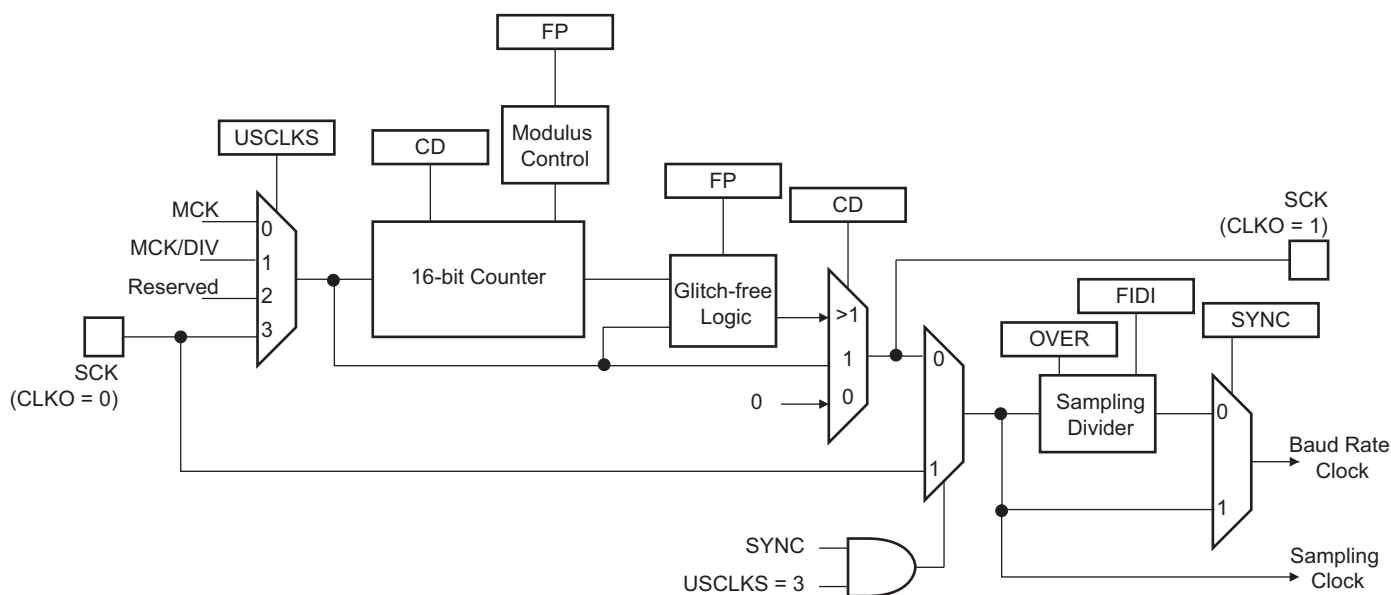 FP
USCLKS
CD
Modulus
Control
FP
CD
SCK
(CLKO = 1)
MCK
0
MCK/DIV
1
16-bit Counter
Reserved
2
Glitch-free
Logic
FIDI
>1
3
SYNC
OVER
SCK
(CLKO = 0)
1
0
0
0
Sampling
Divider
0
Baud Rate
Clock
1
1
SYNC
Sampling
Clock
USCLKS = 3